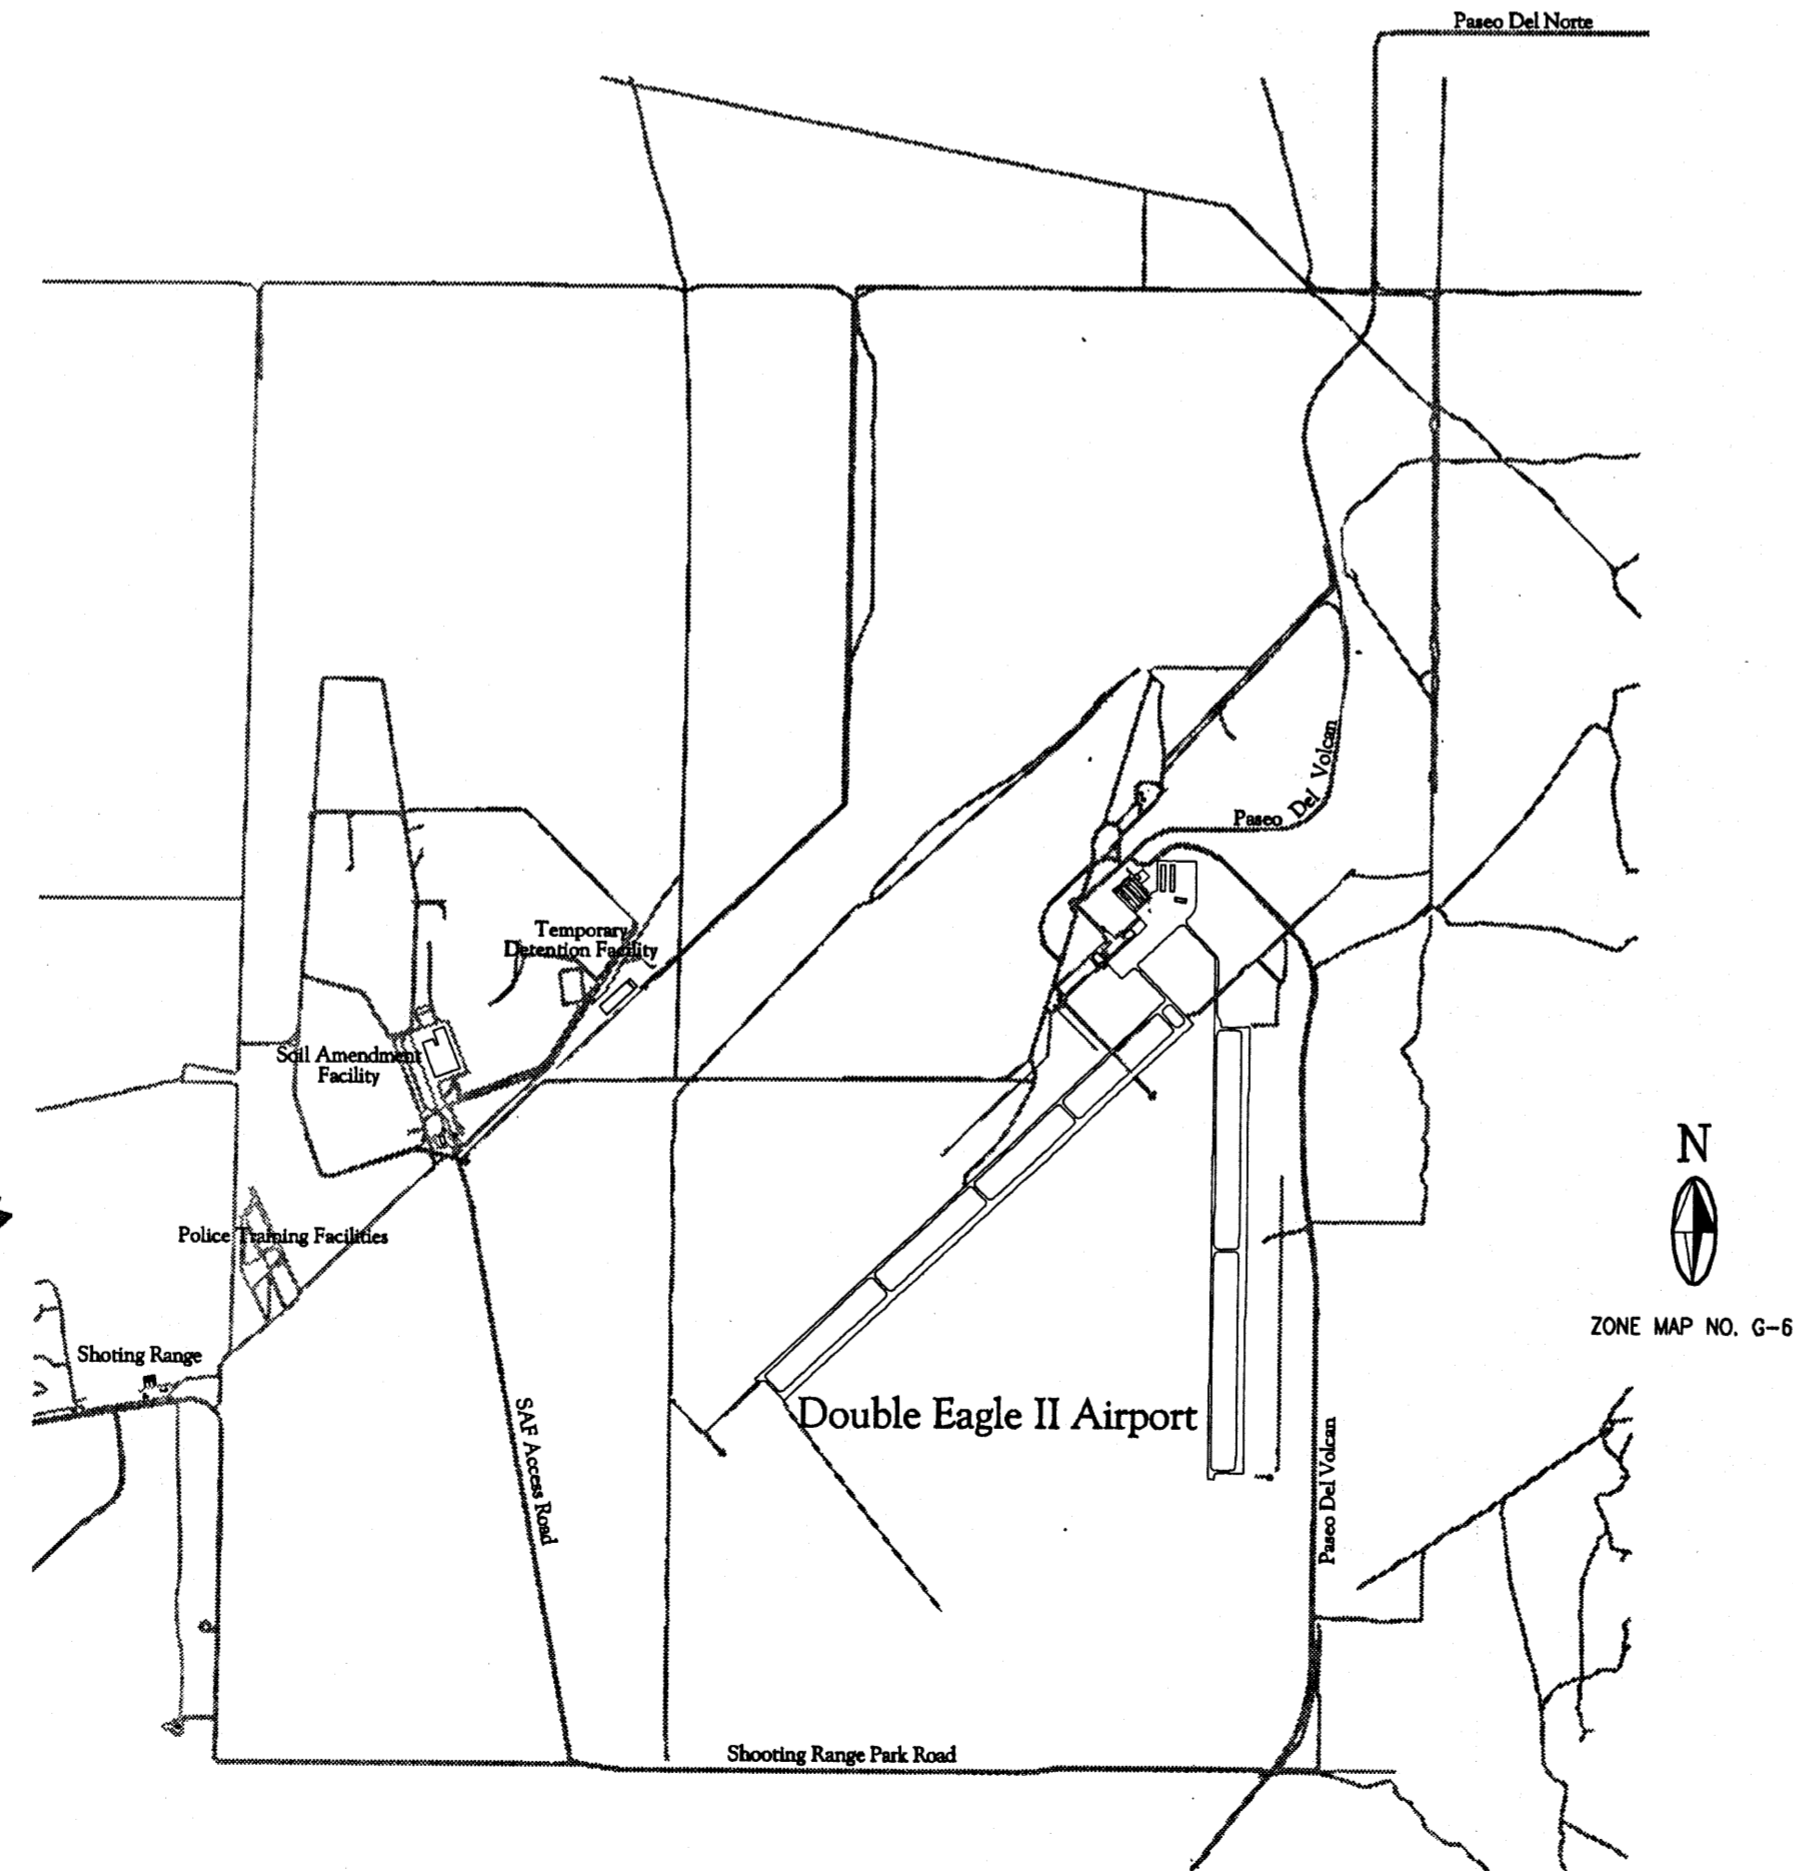 Paseo Del Norte
Paseo Del Volcan
Temporary
Detention Facility
Soil Amendment
Facility
N
Police Training Facilities
ZONE MAP NO. G-6
Shoting Range
Double Eagle II Airport
SAF Access Road
Paseo Del Volcan
Shooting Range Park Road